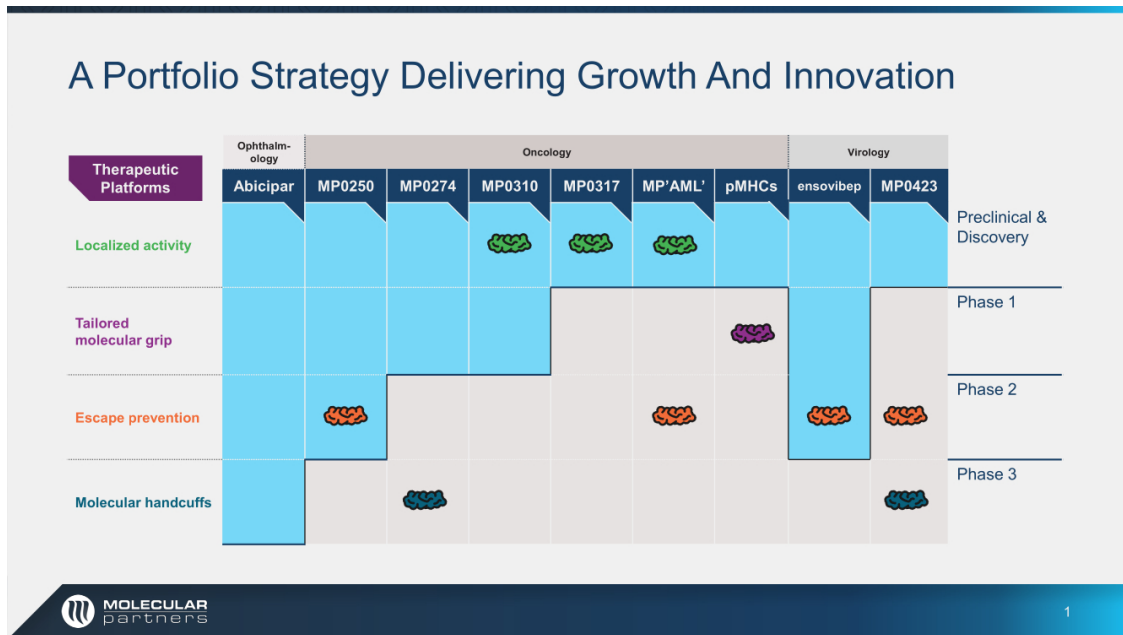 A Portfolio Strategy Delivering Growth And Innovation
Therapeutic
Platforms
Ophthalm-
ology
Oncology
Virology
Abicipar
MP0250
MP0274
MP0310
MP0317
MP'AML'
pMHCs
ensovibep
MP0423
Localized activity
Preclinical &
Discovery
Tailored
molecular grip
Phase 1
Escape prevention
Phase 2
Molecular handcuffs
Phase 3
MOLECULAR
partners
1